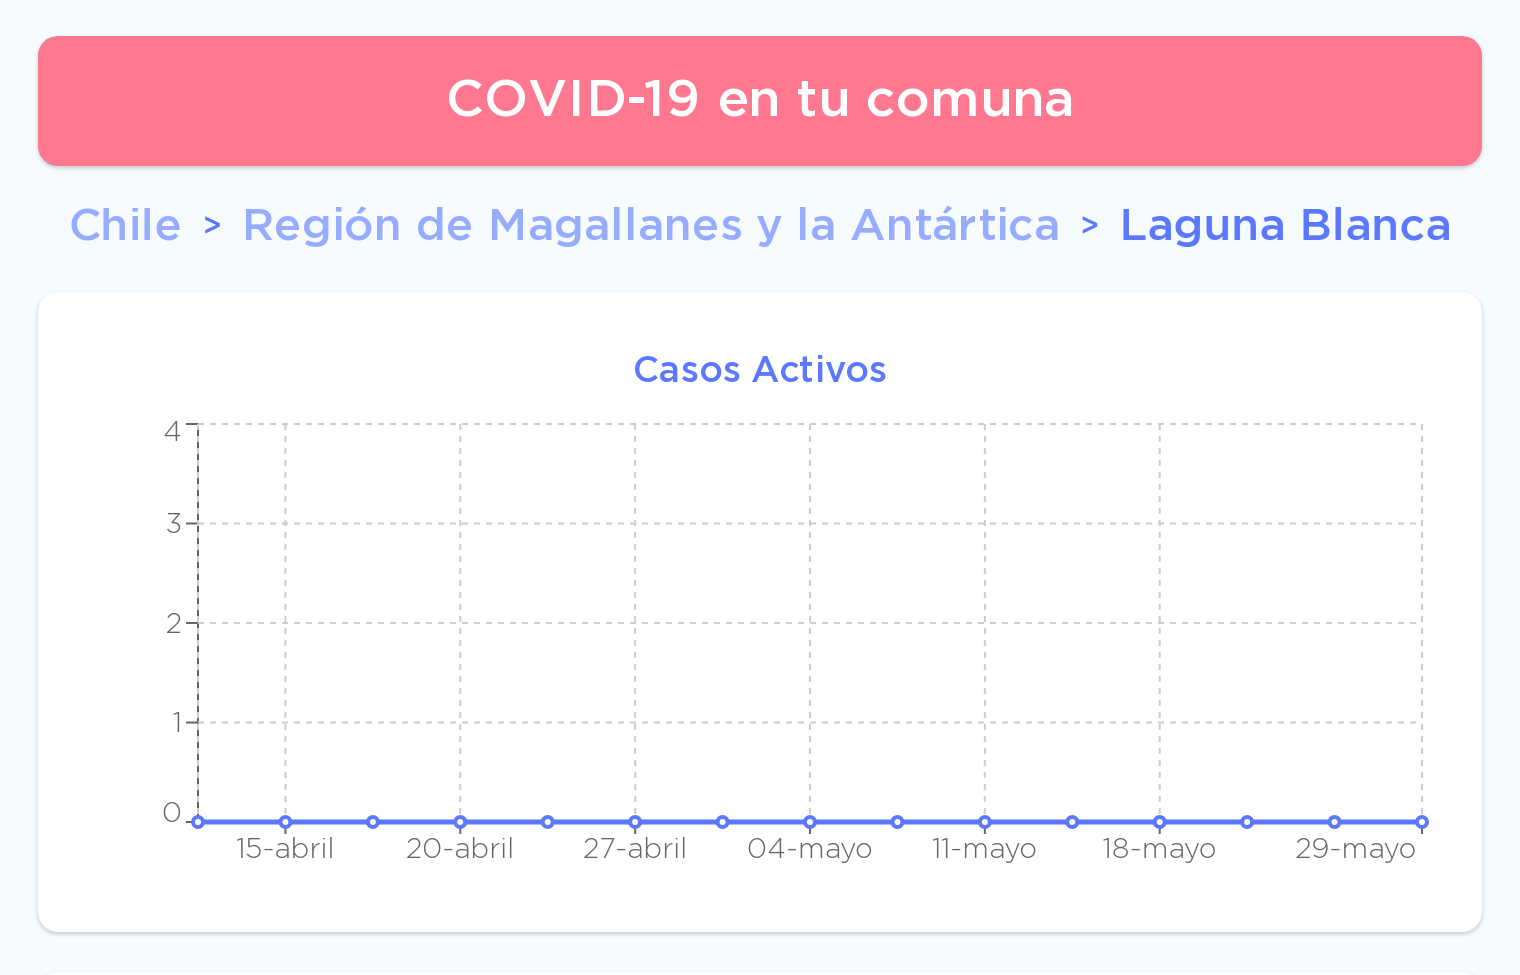 COVID-19 en tu comuna
Chile > Región de Magallanes y la Antártica > Laguna Blanca
Casos Activos
4
3
2
1
0
15-abril 20-abril 27-abril 04-mayo 11-mayo 18-mayo 29-mayo